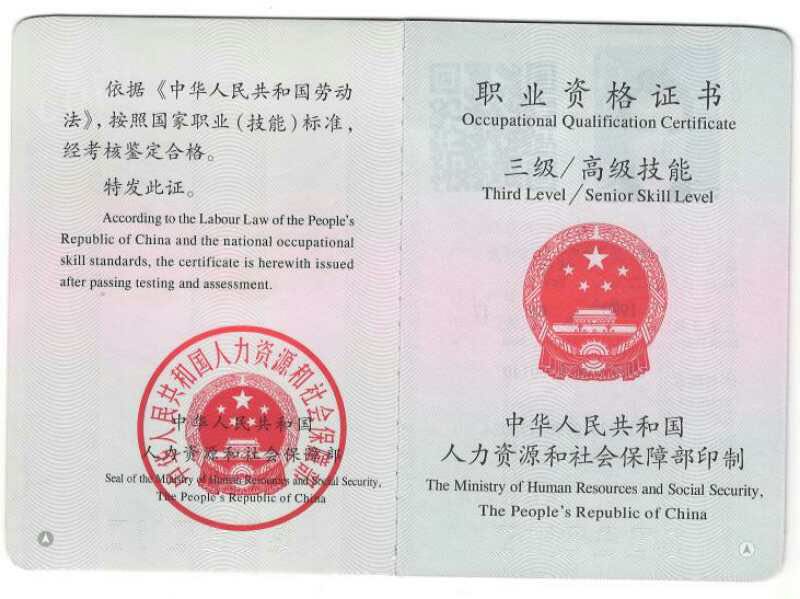 依据《中华人民共和国劳动
法》，按照国家职业（技能）标准，
经考核鉴定合格。
特发此证。
According to the Labour Law of the People's
Republic of China and the national occupational
skill standards, the certificate is herewith issued
after passing testing and assessment.
中华人民共和国人力资源和社会保障部
中华人民共和国
人力资源和社会保障部
Seal of the Ministry of Human Resources and Social Security,
The People's Republic of China
职业资格证书
Occupational Qualification Certificate
三级/高级技能
Third Level/Senior Skill Level
中华人民共和国
人力资源和社会保障部印制
The Ministry of Human Resources and Social Security,
The People's Republic of China